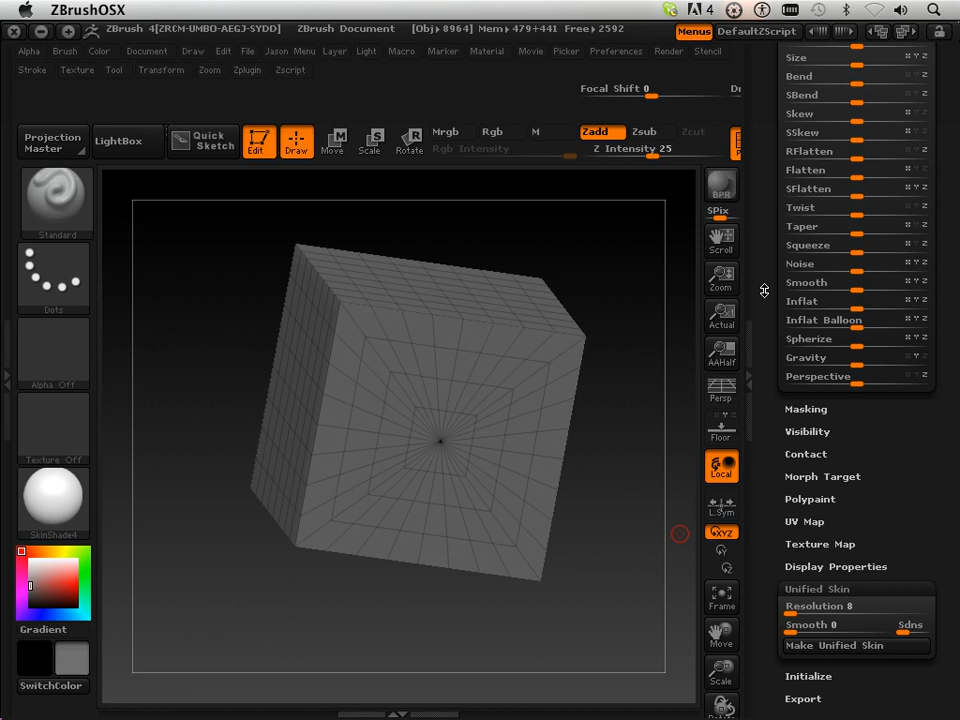 ZBrushOSX
4
ZBrush 4[ZRCM-UMBO-AEGJ-SYDD]
ZBrush Document
[Obj> 8964] Mem> 479+441
Free> 2592
Menus
DefaultZScript
Alpha
Brush
Color
Document
Draw
Edit
File
Jason
Menu
Layer
Light
Macro
Marker
Material
Movie
Picker
Preferences
Render
Stencil
Stroke
Texture
Tool
Transform
Zoom
Zplugin
Zscript
Focal Shift 0
Projection
Master
LightBox
Quick
Sketch
Edit
Draw
Move
Scale
Rotate
Mrgb
Rgb
M
Rgb Intensity
Zadd
Zsub
Zcut
Z Intensity 25
Standard
Dots
Alpha Off
Texture Off
SkinShade4
Gradient
SwitchColor
BPR
SPix
Scroll
Zoom
Actual
AAHalf
Persp
Floor
Local
L.Sym
XYZ
Y
Z
Frame
Move
Scale
Size
Bend
SBend
Skew
SSkew
RFlatten
Flatten
SFlatten
Twist
Taper
Squeeze
Noise
Smooth
Inflat
Inflat Balloon
Spherize
Gravity
Perspective
Masking
Visibility
Contact
Morph Target
Polypaint
UV Map
Texture Map
Display Properties
Unified Skin
Resolution 8
Smooth 0
Sdns
Make Unified Skin
Initialize
Export